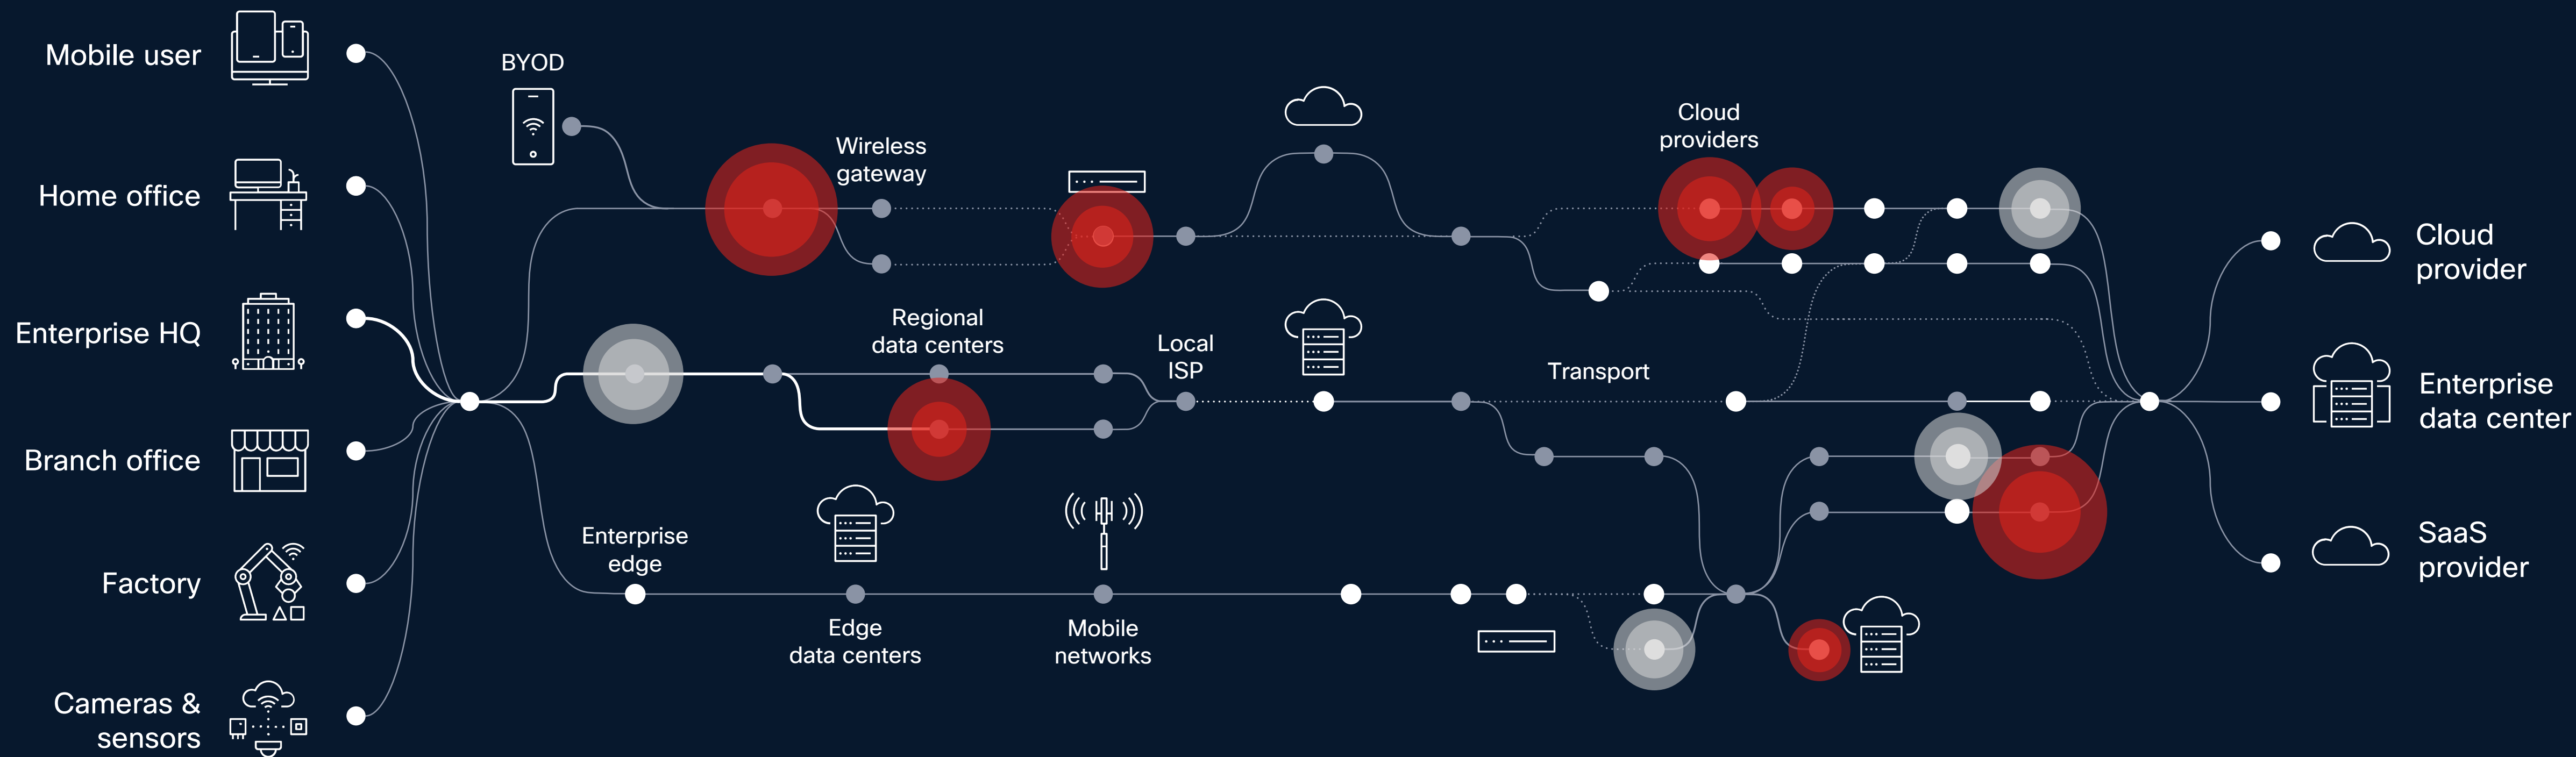 Mobile user
Home office
Enterprise HQ
Branch office
Factory
Cameras &
sensors
BYOD
Wireless
gateway
Regional
data centers
Local
ISP
Enterprise
edge
Edge
data centers
Mobile
networks
Cloud
providers
Transport
Cloud
provider
Enterprise
data center
SaaS
provider